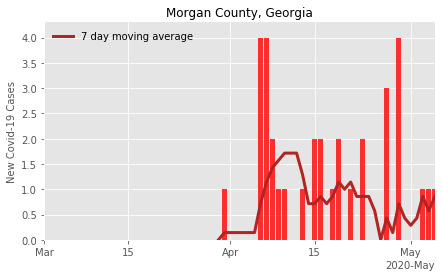 Morgan County, Georgia
7 day moving average
New Covid-19 Cases
4.0
3.5
3.0
2.5
2.0
1.5
1.0
0.5
0.0
Mar 15 Apr 15 May
2020-May